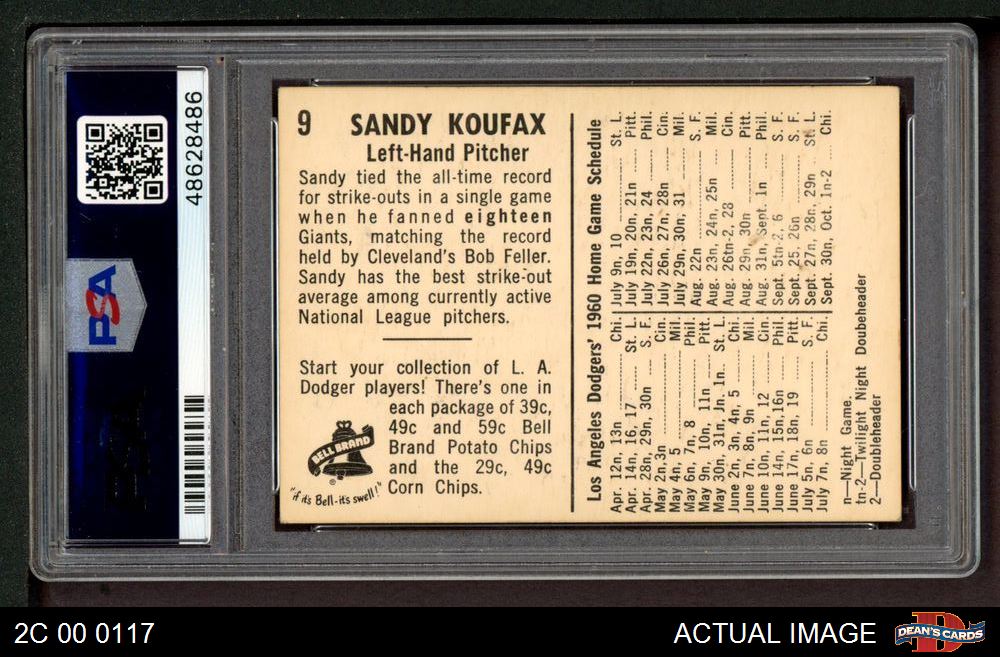 48628486
PSA
9 SANDY KOUFAX
Left-Hand Pitcher
Sandy tied the all-time record
for strike-outs in a single game
when he fanned eighteen
Giants, matching the record
held by Cleveland's Bob Feller.
Sandy has the best strike-out
average among currently active
National League pitchers.
Start your collection of L. A.
Dodger players! There's one in
each package of 39c,
49c and 59c Bell
Brand Potato Chips
and the 29c, 49c
Corn Chips.
BELL BRAND
"if it's Bell-it's swell!"
Los Angeles Dodgers' 1960 Home Game Schedule
Apr. 12n, 13n Chi.
Apr. 14n, 16, 17 St. L.
Apr. 28n, 29n, 30n S. F.
May 2n, 3n Cin.
May 4n, 5 Mil.
May 6n, 7n, 8 Phil.
May 9n, 10n, 11n Pitt.
May 30n, 31n, Jn. 1n St. L.
June 2n, 3n, 4n, 5 Chi.
June 7n, 8n, 9n Mil.
June 10n, 11n, 12 Cin.
June 14n, 15n, 16n Phil.
June 17n, 18n, 19 Pitt.
July 5n, 6n S. F.
July 7n, 8n Chi.
July 9n, 10 St. L.
July 19n, 20n, 21n Pitt.
July 22n, 23n, 24 Phil.
July 26n, 27n, 28n Cin.
July 29n, 30n, 31 Mil.
Aug. 22n S. F.
Aug. 23n, 24n, 25n Mil.
Aug. 26tn-2, 28 Cin.
Aug. 29n, 30n Pitt.
Aug. 31n, Sept. 1n Phil.
Sept. 5tn-2, 6 S. F.
Sept. 25, 26n S. F.
Sept. 27n, 28n, 29n St. L.
Sept. 30n, Oct. 1n-2 Chi.
n—Night Game.
tn-2—Twilight Night Doubeheader
2—Doubleheader
2C 00 0117
ACTUAL IMAGE
DEAN'S CARDS